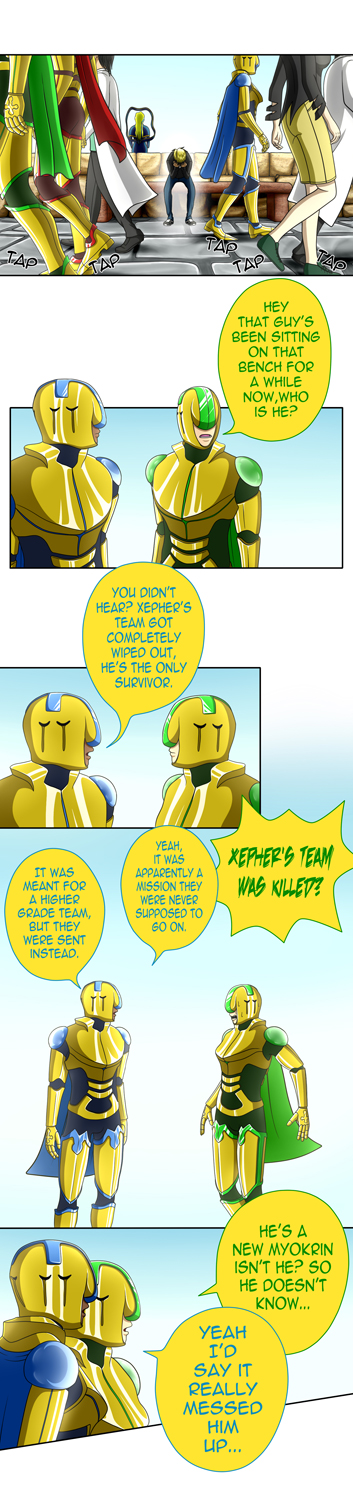 TAP
TAP
TAP
TAP
TAP
HEY
THAT GUY'S
BEEN SITTING
ON THAT
BENCH FOR
A WHILE
NOW,WHO
IS HE?
YOU DIDN'T
HEAR? XEPHER'S
TEAM GOT
COMPLETELY
WIPED OUT,
HE'S THE ONLY
SURVIVOR.
XEPHER'S TEAM
WAS KILLED?
YEAH,
IT WAS
APPARENTLY A
MISSION THEY
WERE NEVER
SUPPOSED TO
GO ON.
IT WAS
MEANT FOR
A HIGHER
GRADE TEAM,
BUT THEY
WERE SENT
INSTEAD.
HE'S A
NEW MYOKRIN
ISN'T HE? SO
HE DOESN'T
KNOW...
YEAH
I'D
SAY IT
REALLY
MESSED
HIM
UP...